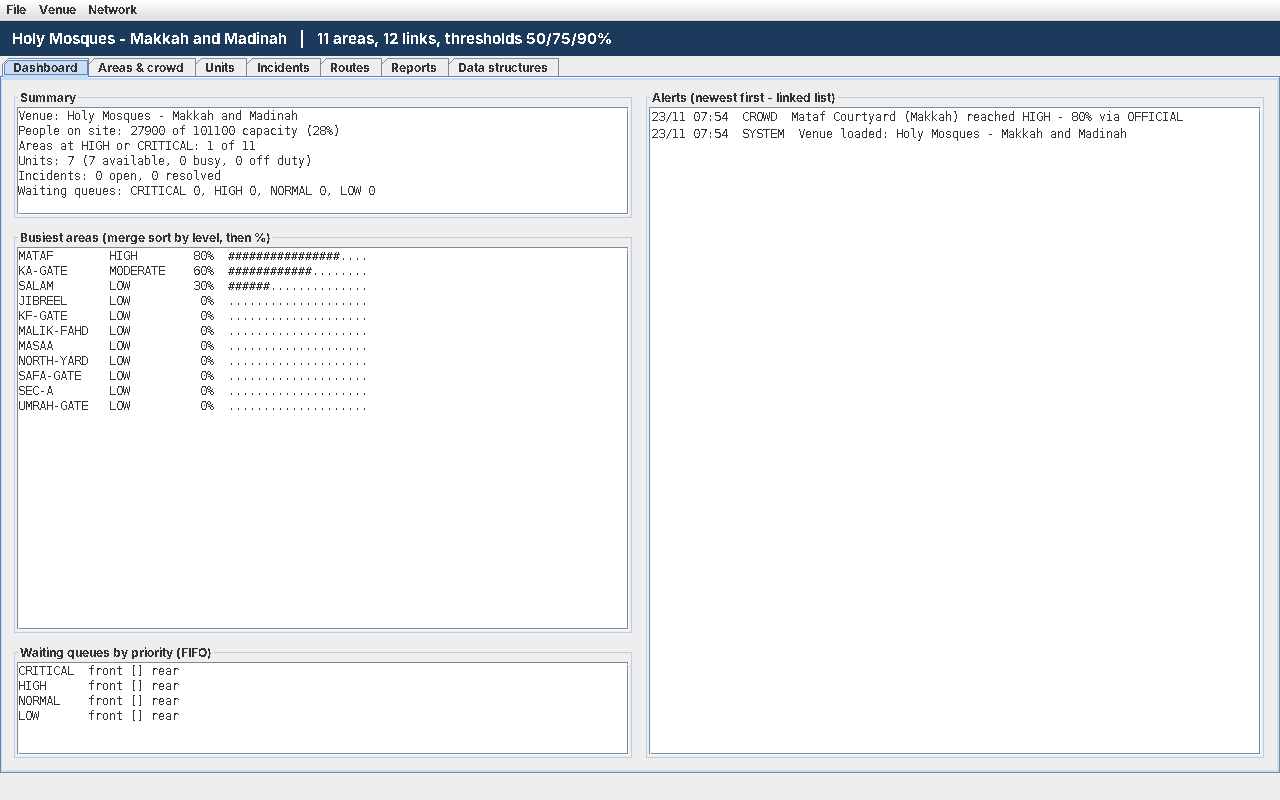 File Venue Network
Holy Mosques - Makkah and Madinah | 11 areas, 12 links, thresholds 50/75/90%
Dashboard Areas & crowd Units Incidents Routes Reports Data structures
Summary
Venue: Holy Mosques - Makkah and Madinah
People on site: 27900 of 101100 capacity (28%)
Areas at HIGH or CRITICAL: 1 of 11
Units: 7 (7 available, 0 busy, 0 off duty)
Incidents: 0 open, 0 resolved
Waiting queues: CRITICAL 0, HIGH 0, NORMAL 0, LOW 0
Busiest areas (merge sort by level, then %)
MATAF HIGH 80% ################....
KA-GATE MODERATE 60% ############........
SALAM LOW 30% ######..............
JIBREEL LOW 0% ....................
KF-GATE LOW 0% ....................
MALIK-FAHD LOW 0% ....................
MASAA LOW 0% ....................
NORTH-YARD LOW 0% ....................
SAFA-GATE LOW 0% ....................
SEC-A LOW 0% ....................
UMRAH-GATE LOW 0% ....................
Waiting queues by priority (FIFO)
CRITICAL front [] rear
HIGH front [] rear
NORMAL front [] rear
LOW front [] rear
Alerts (newest first - linked list)
23/11 07:54 CROWD Mataf Courtyard (Makkah) reached HIGH - 80% via OFFICIAL
23/11 07:54 SYSTEM Venue loaded: Holy Mosques - Makkah and Madinah